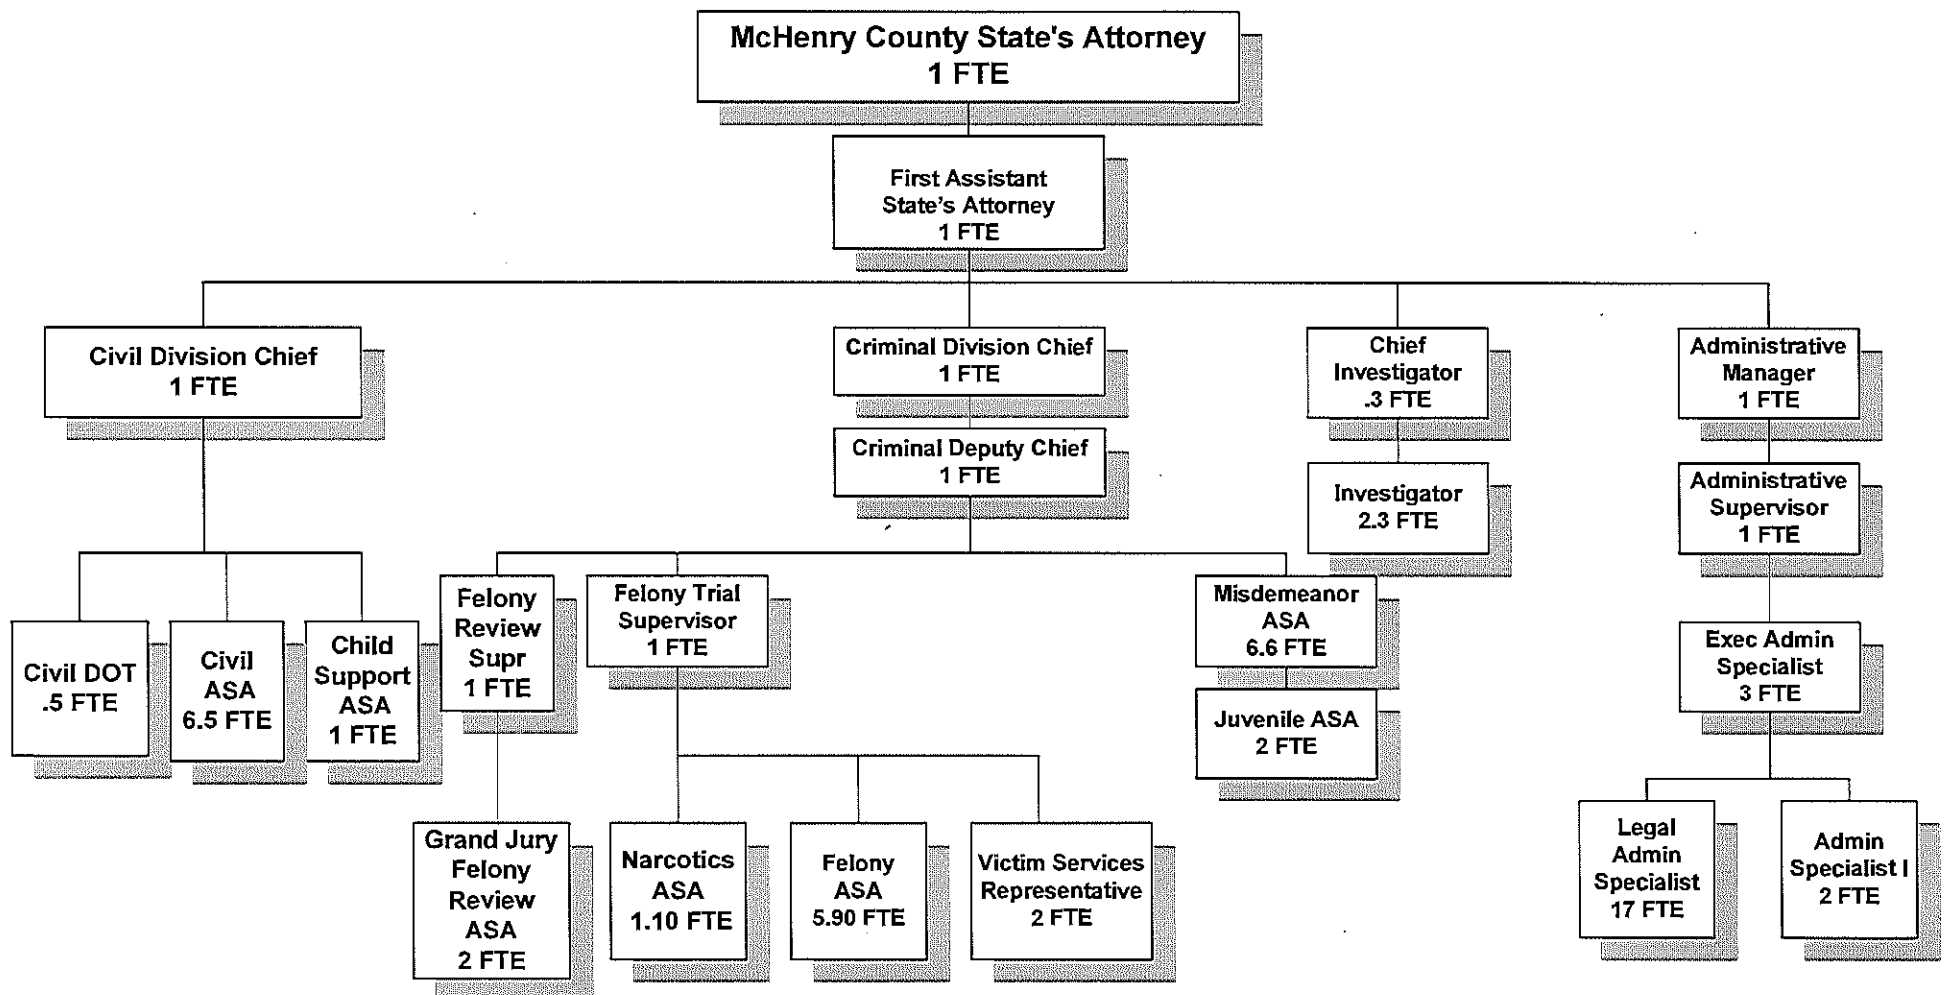 McHenry County State's Attorney
1 FTE
First Assistant
State's Attorney
1 FTE
Civil Division Chief
1 FTE
Criminal Division Chief
1 FTE
Chief
Investigator
.3 FTE
Administrative
Manager
1 FTE
Criminal Deputy Chief
1 FTE
Investigator
2.3 FTE
Administrative
Supervisor
1 FTE
Civil DOT
.5 FTE
Civil
ASA
6.5 FTE
Child
Support
ASA
1 FTE
Felony
Review
Supr
1 FTE
Felony Trial
Supervisor
1 FTE
Misdemeanor
ASA
6.6 FTE
Exec Admin
Specialist
3 FTE
Juvenile ASA
2 FTE
Grand Jury
Felony
Review
ASA
2 FTE
Narcotics
ASA
1.10 FTE
Felony
ASA
5.90 FTE
Victim Services
Representative
2 FTE
Legal
Admin
Specialist
17 FTE
Admin
Specialist I
2 FTE